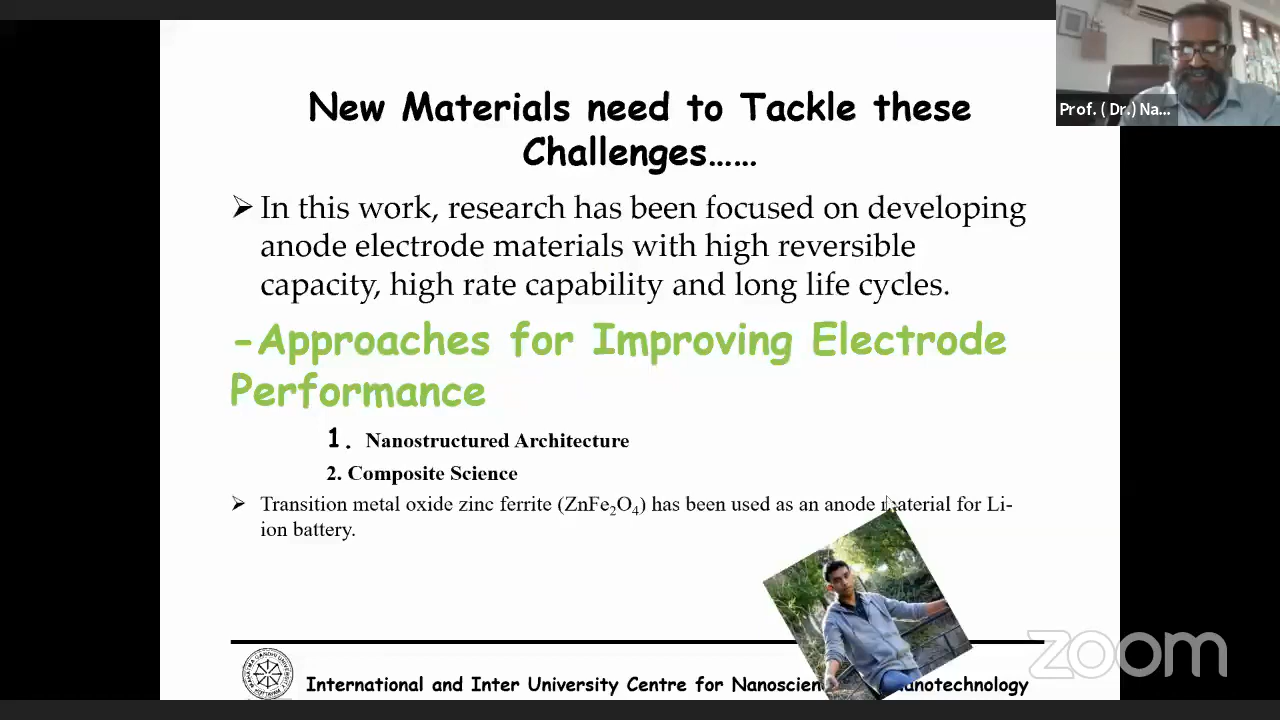 New Materials need to Tackle these
Challenges……
Prof. ( Dr.) Na...
➢ In this work, research has been focused on developing
anode electrode materials with high reversible
capacity, high rate capability and long life cycles.
-Approaches for Improving Electrode
Performance
1. Nanostructured Architecture
2. Composite Science
➢ Transition metal oxide zinc ferrite (ZnFe₂O₄) has been used as an anode material for Li-
ion battery.
zoom
International and Inter University Centre for